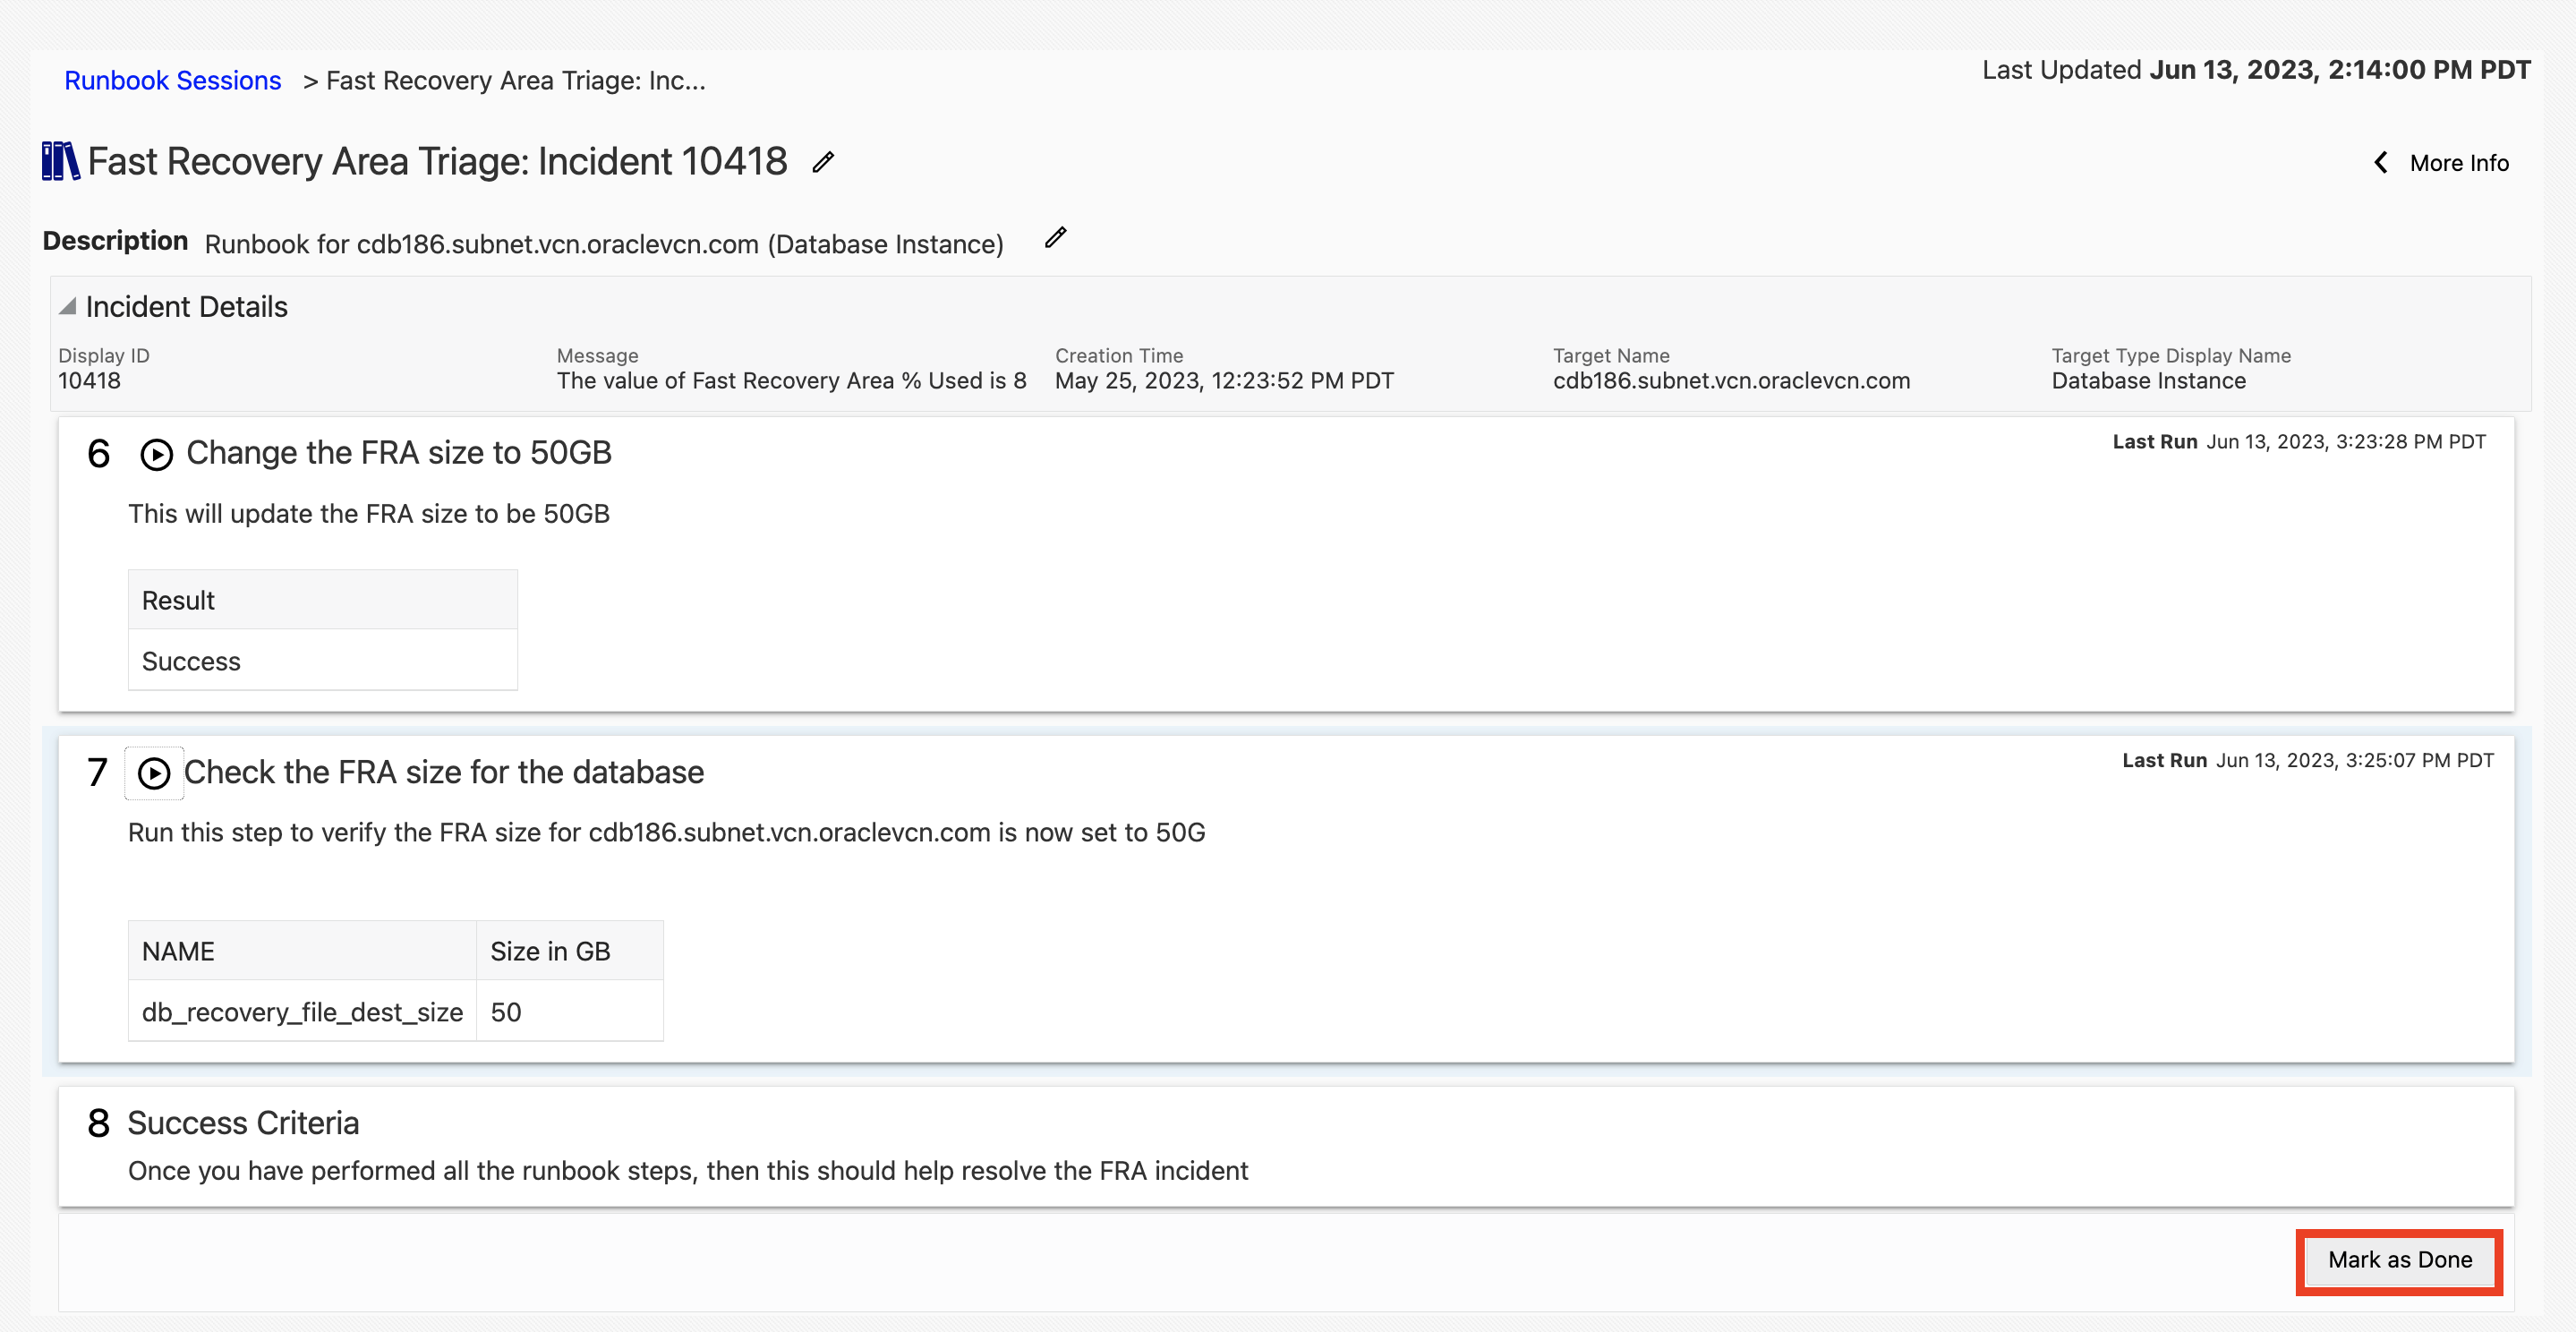 Runbook Sessions > Fast Recovery Area Triage: Inc...
Last Updated Jun 13, 2023, 2:14:00 PM PDT
Fast Recovery Area Triage: Incident 10418
More Info
Description Runbook for cdb186.subnet.vcn.oraclevcn.com (Database Instance)
Incident Details
Display ID
10418
Message
The value of Fast Recovery Area % Used is 8
Creation Time
May 25, 2023, 12:23:52 PM PDT
Target Name
cdb186.subnet.vcn.oraclevcn.com
Target Type Display Name
Database Instance
6 Change the FRA size to 50GB
Last Run Jun 13, 2023, 3:23:28 PM PDT
This will update the FRA size to be 50GB
Result
Success
7 Check the FRA size for the database
Last Run Jun 13, 2023, 3:25:07 PM PDT
Run this step to verify the FRA size for cdb186.subnet.vcn.oraclevcn.com is now set to 50G
NAME Size in GB
db_recovery_file_dest_size 50
8 Success Criteria
Once you have performed all the runbook steps, then this should help resolve the FRA incident
Mark as Done